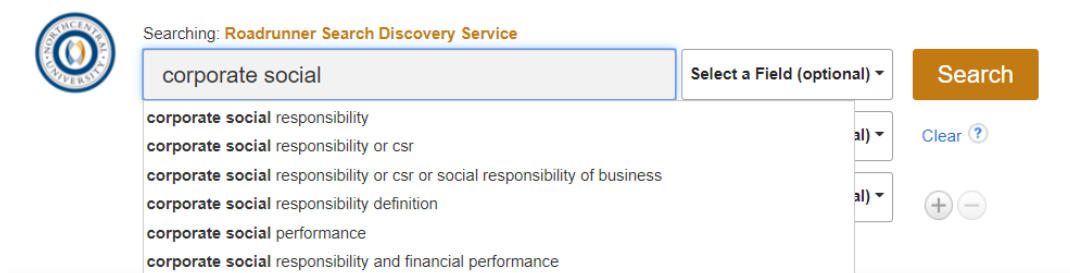 NORTHCENTRAL UNIVERSITY
Searching: Roadrunner Search Discovery Service
corporate social
Select a Field (optional)
Search
corporate social responsibility
al)
Clear ?
corporate social responsibility or csr
corporate social responsibility or csr or social responsibility of business
corporate social responsibility definition
al)
corporate social performance
corporate social responsibility and financial performance